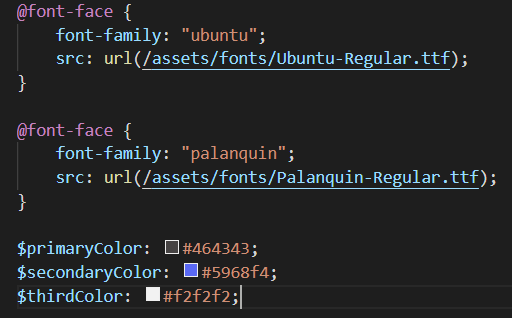 @font-face {
    font-family: "ubuntu";
    src: url(/assets/fonts/Ubuntu-Regular.ttf);
}

@font-face {
    font-family: "palanquin";
    src: url(/assets/fonts/Palanquin-Regular.ttf);
}

$primaryColor: #464343;
$secondaryColor: #5968f4;
$thirdColor: #f2f2f2;